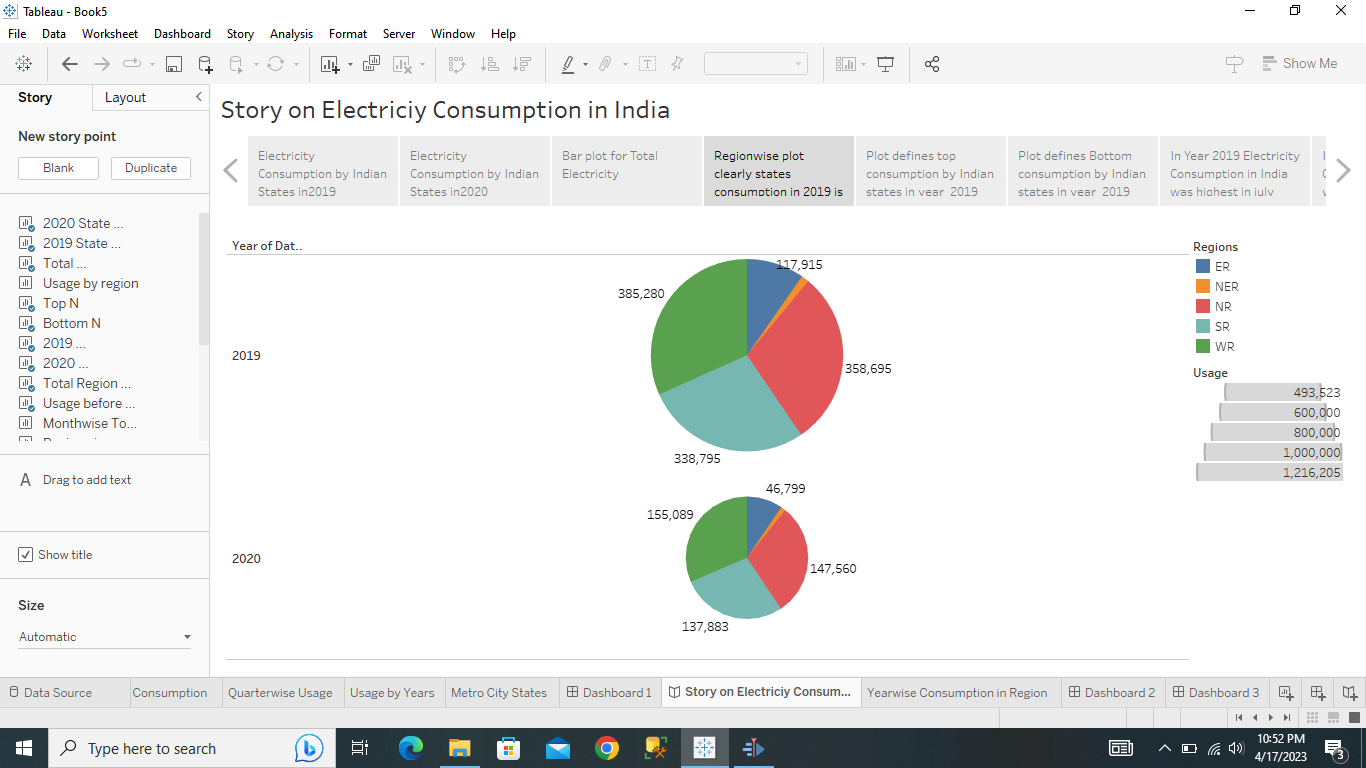 Tableau - Book5
File Data Worksheet Dashboard Story Analysis Format Server Window Help
Show Me
Story Layout
New story point
Blank Duplicate
2020 State ...
2019 State ...
Total ...
Usage by region
Top N
Bottom N
2019 ...
2020 ...
Total Region ...
Usage before ...
Monthwise To...
A Drag to add text
Show title
Size
Automatic
Story on Electriciy Consumption in India
Electricity
Consumption by Indian
States in2019
Electricity
Consumption by Indian
States in2020
Bar plot for Total
Electricity
Regionwise plot
clearly states
consumption in 2019 is
Plot defines top
consumption by Indian
states in year 2019
Plot defines Bottom
consumption by Indian
states in year 2019
In Year 2019 Electricity
Consumption in India
was highest in july
Year of Dat..
2019
117,915
385,280
358,695
338,795
2020
46,799
155,089
147,560
137,883
Regions
ER
NER
NR
SR
WR
Usage
493,523
600,000
800,000
1,000,000
1,216,205
Data Source Consumption Quarterwise Usage Usage by Years Metro City States Dashboard 1 Story on Electriciy Consum... Yearwise Consumption in Region Dashboard 2 Dashboard 3
Type here to search
10:52 PM
4/17/2023
3